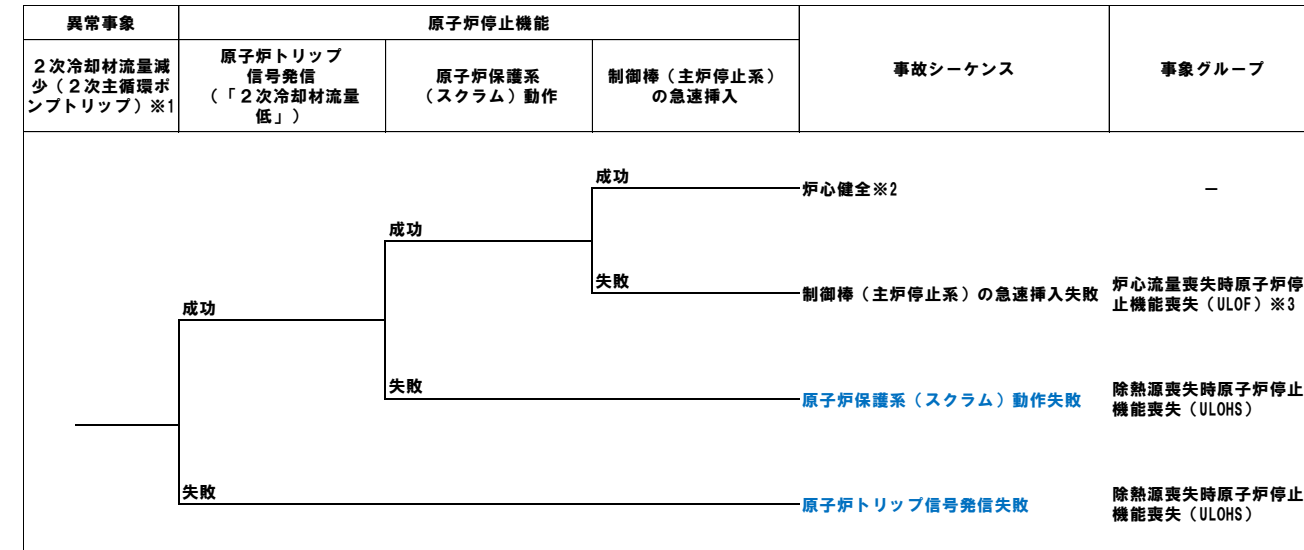 異常事象
原子炉停止機能
事故シーケンス
事象グループ
２次冷却材流量減
少（２次主循環ポ
ンプトリップ）※1
原子炉トリップ
信号発信
（「２次冷却材流量
低」）
原子炉保護系
（スクラム）動作
制御棒（主炉停止系）
の急速挿入
成功
炉心健全※2
－
成功
失敗
制御棒（主炉停止系）の急速挿入失敗
炉心流量喪失時原子炉停
止機能喪失（ULOF）※3
成功
失敗
原子炉保護系（スクラム）動作失敗
除熱源喪失時原子炉停止
機能喪失（ULOHS）
失敗
原子炉トリップ信号発信失敗
除熱源喪失時原子炉停止
機能喪失（ULOHS）